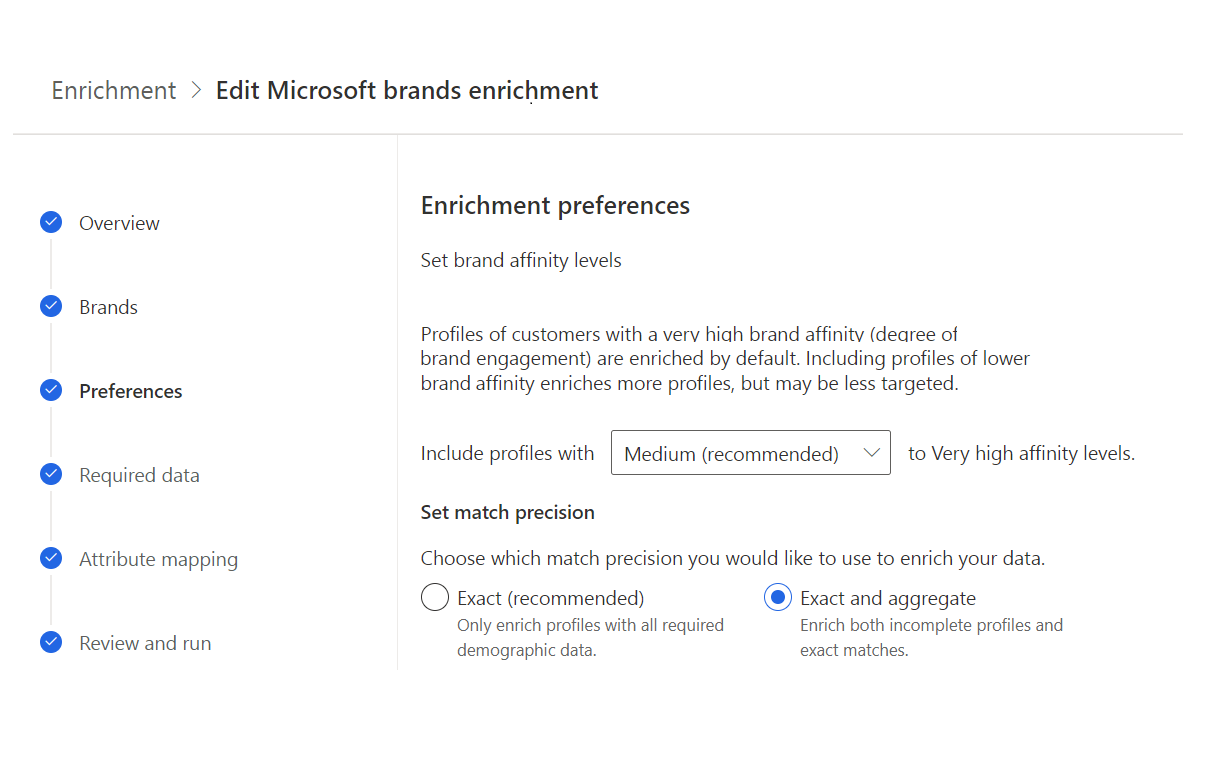 Enrichment > Edit Microsoft brands enrichment
Overview
Brands
Preferences
Required data
Attribute mapping
Review and run
Enrichment preferences
Set brand affinity levels
Profiles of customers with a very high brand affinity (degree of
brand engagement) are enriched by default. Including profiles of lower
brand affinity enriches more profiles, but may be less targeted.
Include profiles with Medium (recommended) to Very high affinity levels.
Set match precision
Choose which match precision you would like to use to enrich your data.
Exact (recommended)
Only enrich profiles with all required
demographic data.
Exact and aggregate
Enrich both incomplete profiles and
exact matches.